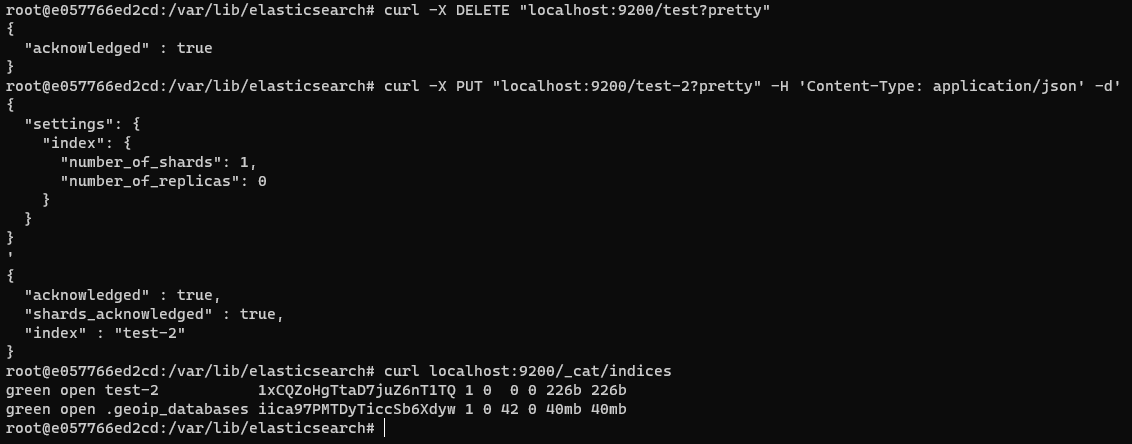 root@e057766ed2cd:/var/lib/elasticsearch# curl -X DELETE "localhost:9200/test?pretty"
{
  "acknowledged" : true
}
root@e057766ed2cd:/var/lib/elasticsearch# curl -X PUT "localhost:9200/test-2?pretty" -H 'Content-Type: application/json' -d'
{
  "settings": {
    "index": {
      "number_of_shards": 1,
      "number_of_replicas": 0
    }
  }
}
'
{
  "acknowledged" : true,
  "shards_acknowledged" : true,
  "index" : "test-2"
}
root@e057766ed2cd:/var/lib/elasticsearch# curl localhost:9200/_cat/indices
green open test-2           1xCQZoHgTtaD7juZ6nT1TQ 1 0  0 0 226b 226b
green open .geoip_databases iica97PMTDyTiccSb6Xdyw 1 0 42 0 40mb 40mb
root@e057766ed2cd:/var/lib/elasticsearch#